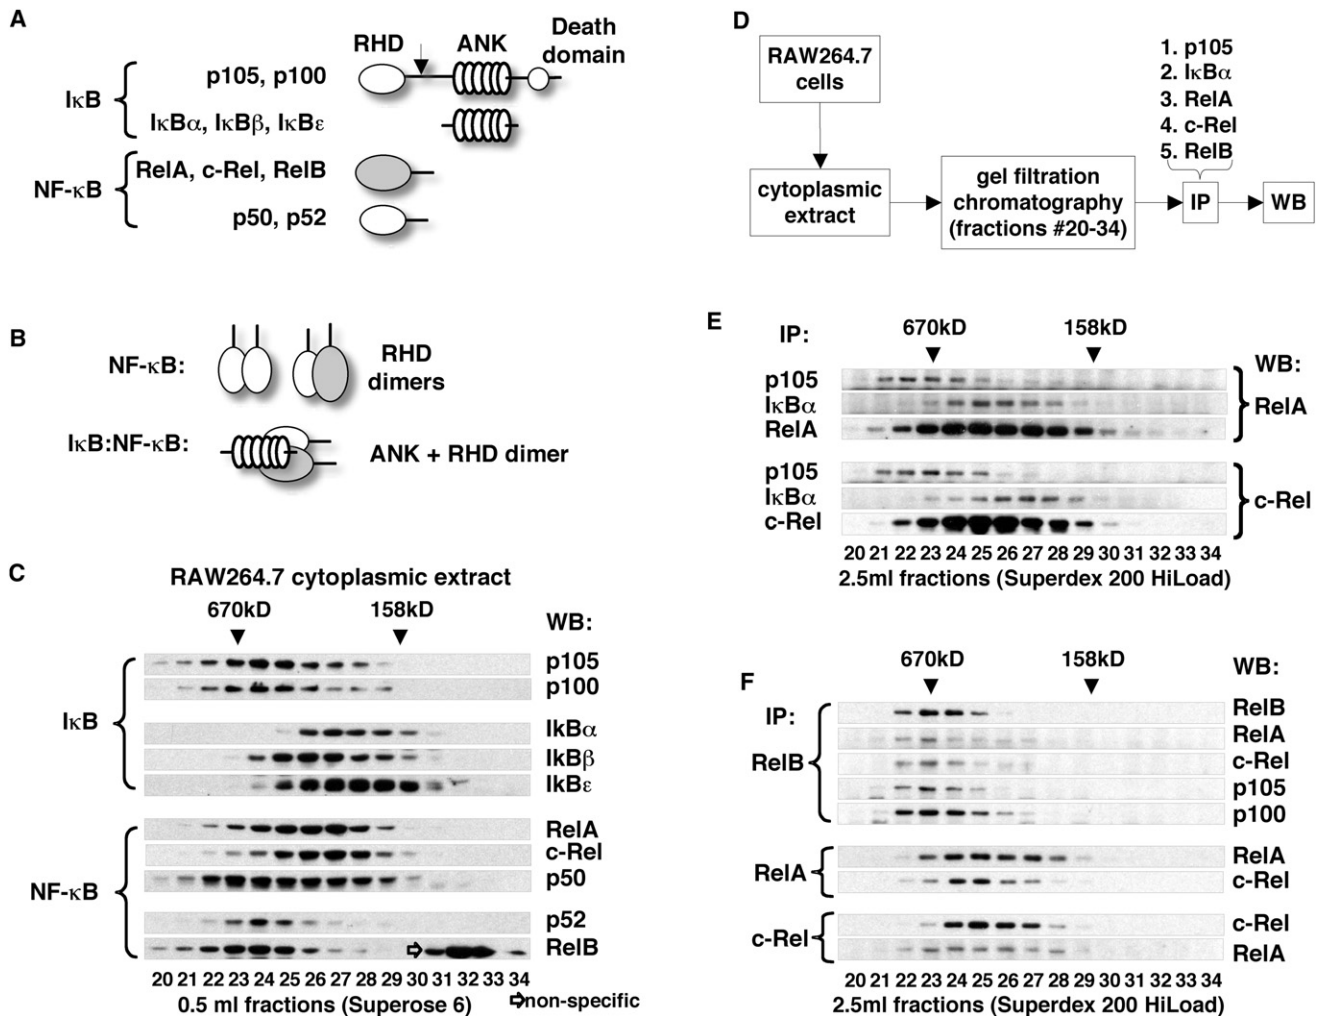 A
RHD
ANK
Death
domain
IκB
p105, p100
IκBα, IκBβ, IκBε
NF-κB
RelA, c-Rel, RelB
p50, p52
B
NF-κB:
RHD
dimers
IκB:NF-κB:
ANK + RHD dimer
C
RAW264.7 cytoplasmic extract
670kD
158kD
WB:
IκB
p105
p100
IkBα
IkBβ
IkBε
NF-κB
RelA
c-Rel
p50
p52
RelB
20 21 22 23 24 25 26 27 28 29 30 31 32 33 34
0.5 ml fractions (Superose 6)
non-specific
D
RAW264.7
cells
cytoplasmic
extract
gel filtration
chromatography
(fractions #20-34)
1. p105
2. IκBα
3. RelA
4. c-Rel
5. RelB
IP
WB
E
IP:
670kD
158kD
WB:
p105
IκBα
RelA
RelA
p105
IκBα
c-Rel
c-Rel
20 21 22 23 24 25 26 27 28 29 30 31 32 33 34
2.5ml fractions (Superdex 200 HiLoad)
F
670kD
158kD
WB:
IP:
RelB
RelB
RelA
c-Rel
p105
p100
RelA
RelA
c-Rel
c-Rel
c-Rel
RelA
20 21 22 23 24 25 26 27 28 29 30 31 32 33 34
2.5ml fractions (Superdex 200 HiLoad)